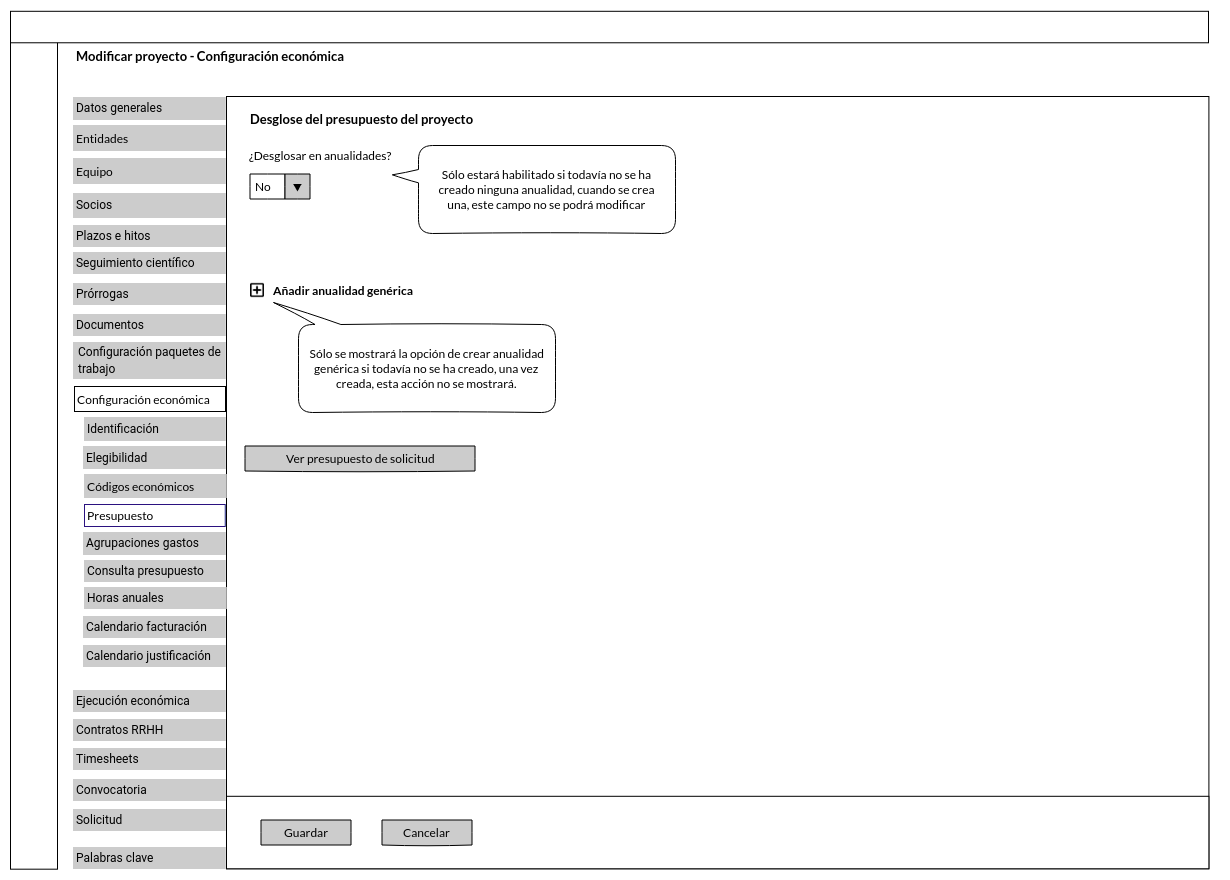 Modificar proyecto - Configuración económica
Datos generales
Entidades
Equipo
Socios
Plazos e hitos
Seguimiento científico
Prórrogas
Documentos
Configuración paquetes de
trabajo
Configuración económica
Identificación
Elegibilidad
Códigos económicos
Presupuesto
Agrupaciones gastos
Consulta presupuesto
Horas anuales
Calendario facturación
Calendario justificación
Ejecución económica
Contratos RRHH
Timesheets
Convocatoria
Solicitud
Palabras clave
Desglose del presupuesto del proyecto
¿Desglosar en anualidades?
No
Sólo estará habilitado si todavía no se ha
creado ninguna anualidad, cuando se crea
una, este campo no se podrá modificar
Añadir anualidad genérica
Sólo se mostrará la opción de crear anualidad
genérica si todavía no se ha creado, una vez
creada, esta acción no se mostrará.
Ver presupuesto de solicitud
Guardar
Cancelar